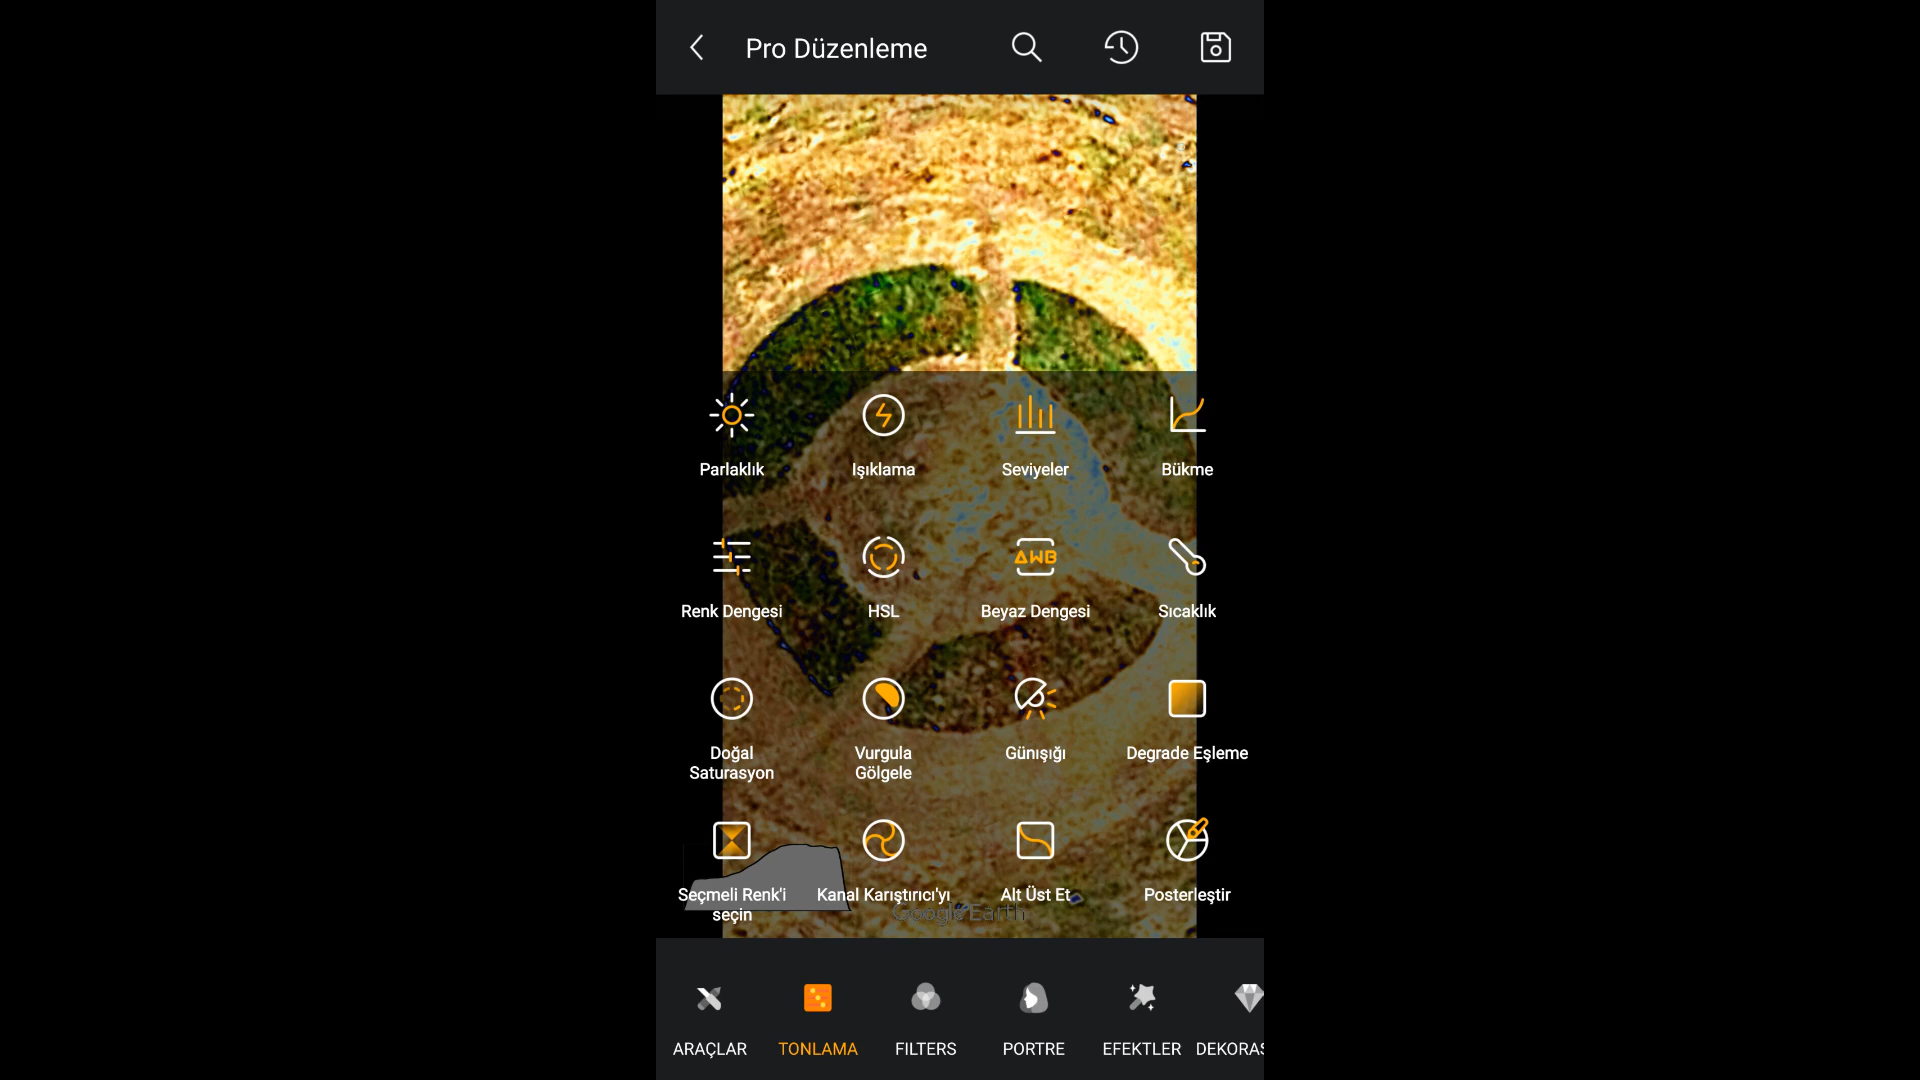 Pro Düzenleme
Parlaklık
Işıklama
Seviyeler
Bükme
Renk Dengesi
HSL
AWB
Beyaz Dengesi
Sıcaklık
Doğal
Saturasyon
Vurgula
Gölgele
Günışığı
Degrade Eşleme
Seçmeli Renk'i
seçin
Kanal Karıştırıcı'yı
Alt Üst Et
Posterleştir
Google Earth
ARAÇLAR
TONLAMA
FILTERS
PORTRE
EFEKTLER
DEKORAS